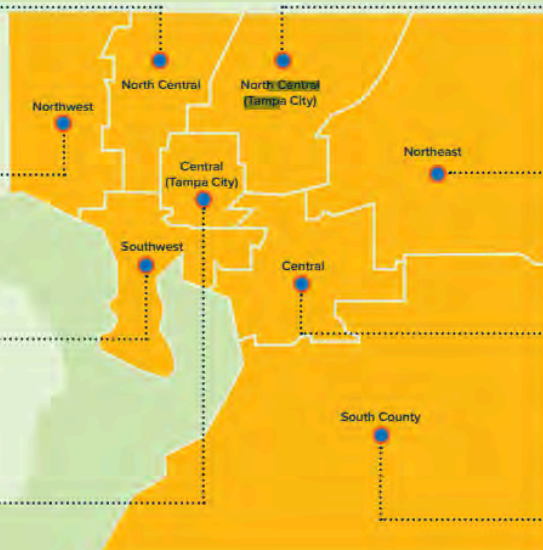 North Central
North Central
(Tampa City)
Northwest
Northeast
Central
(Tampa City)
Southwest
Central
South County